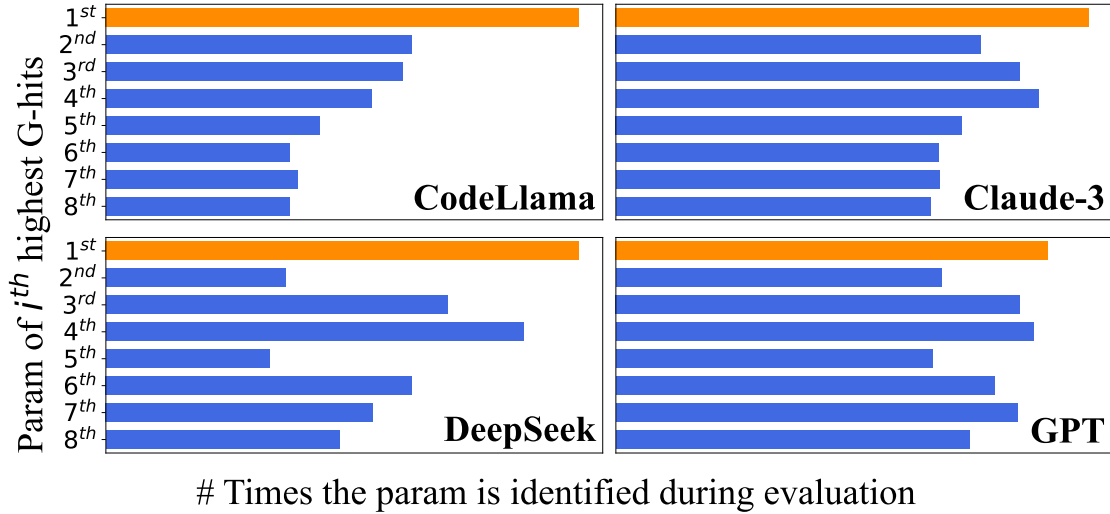 Param of i^th highest G-hits
1^st
2^nd
3^rd
4^th
5^th
6^th
7^th
8^th
CodeLlama
Claude-3
1^st
2^nd
3^rd
4^th
5^th
6^th
7^th
8^th
DeepSeek
GPT
# Times the param is identified during evaluation